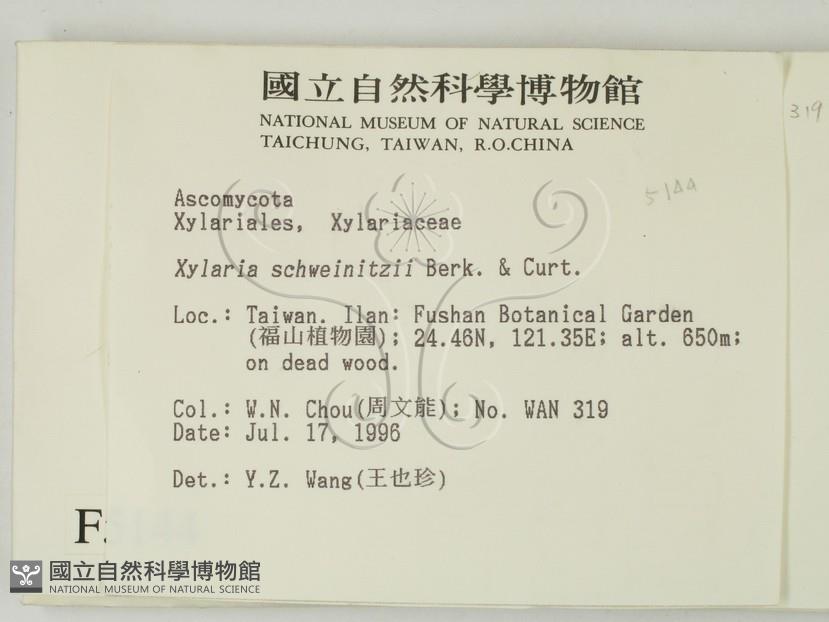 國立自然科學博物館
NATIONAL MUSEUM OF NATURAL SCIENCE
TAICHUNG, TAIWAN, R.O.CHINA
319
5144
Ascomycota
Xylariales, Xylariaceae
Xylaria schweinitzii Berk. & Curt.
Loc.: Taiwan. Ilan: Fushan Botanical Garden
(福山植物園); 24.46N, 121.35E; alt. 650m;
on dead wood.
Col.: W.N. Chou(周文能); No. WAN 319
Date: Jul. 17, 1996
Det.: Y.Z. Wang(王也珍)
F5144
國立自然科學博物館
NATIONAL MUSEUM OF NATURAL SCIENCE